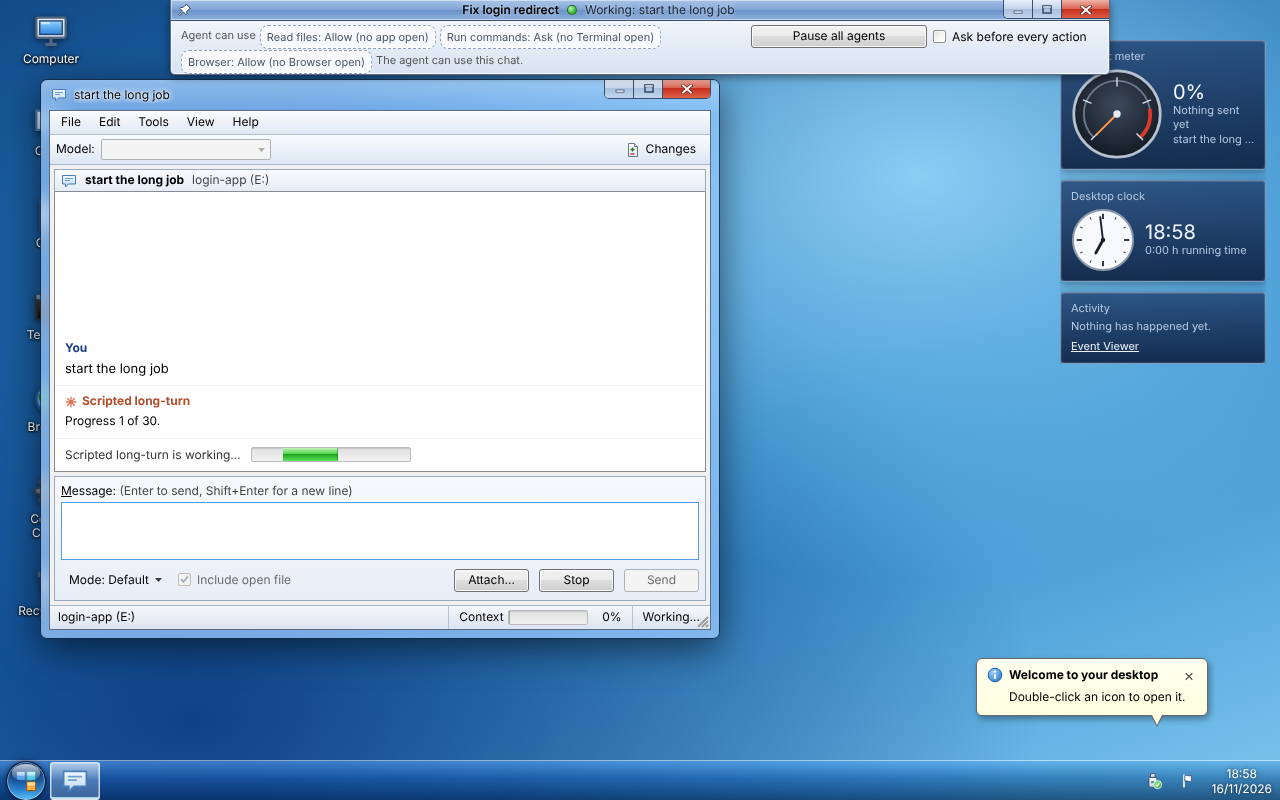 Computer
Fix login redirect
Working: start the long job
Agent can use
Read files: Allow (no app open)
Run commands: Ask (no Terminal open)
Browser: Allow (no Browser open)
The agent can use this chat.
Pause all agents
Ask before every action
meter
0%
Nothing sent
yet
start the long ...
Desktop clock
18:58
0:00 h running time
Activity
Nothing has happened yet.
Event Viewer
start the long job
File Edit Tools View Help
Model:
Changes
start the long job login-app (E:)
You
start the long job
Scripted long-turn
Progress 1 of 30.
Scripted long-turn is working...
Message: (Enter to send, Shift+Enter for a new line)
Mode: Default
Include open file
Attach...
Stop
Send
login-app (E:)
Context
0%
Working...
Welcome to your desktop
Double-click an icon to open it.
18:58
16/11/2026